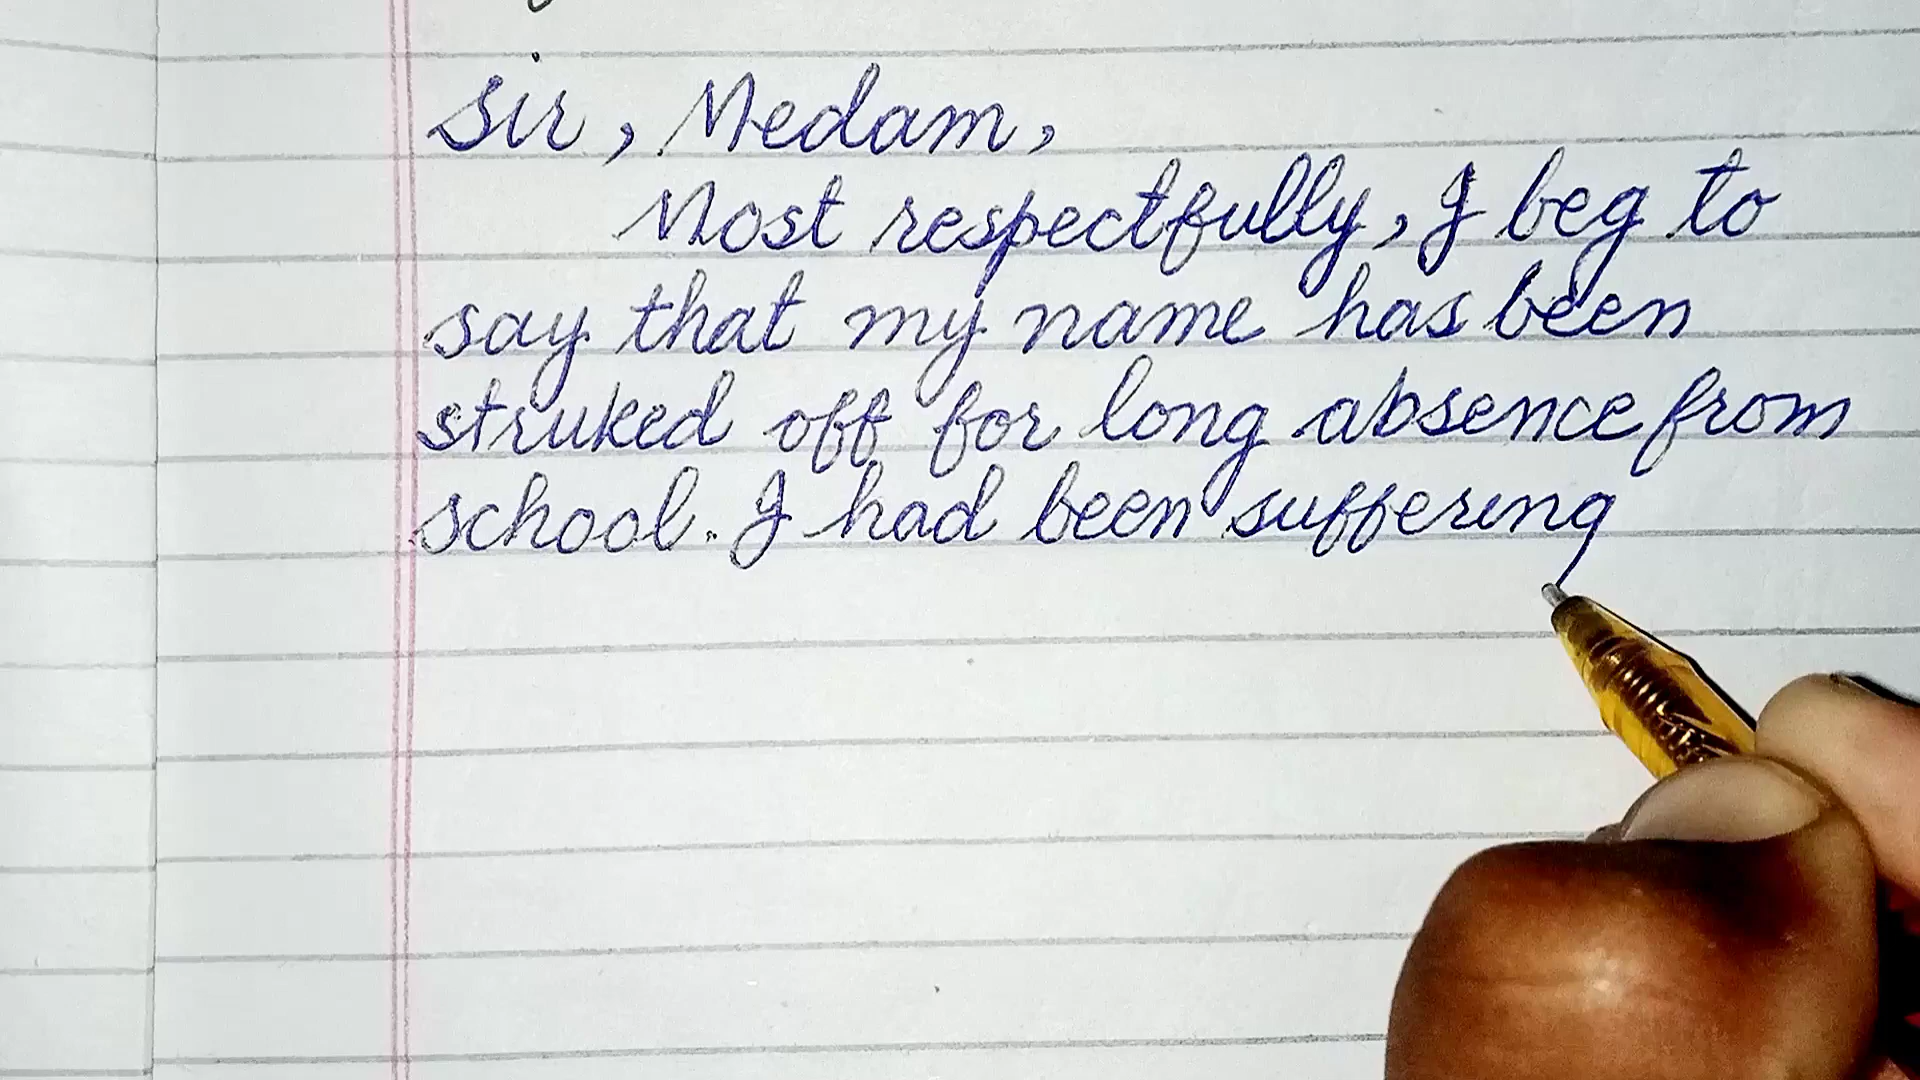 Sir, Medam,
Most respectfully, I beg to
say that my name has been
struked off for long absence from
school. I had been suffering